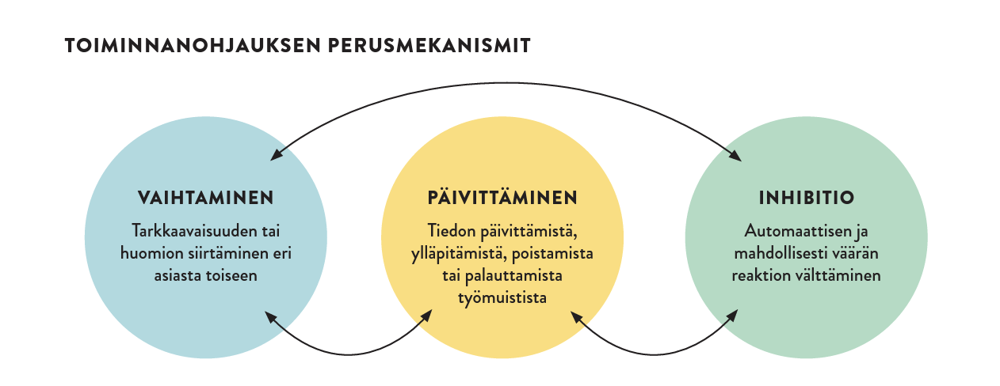 TOIMINNANOHJAUKSEN PERUSMEKANISMIT
VAIHTAMINEN
Tarkkaavaisuuden tai
huomion siirtäminen eri
asiasta toiseen
PÄIVITTÄMINEN
Tiedon päivittämistä,
ylläpitämistä, poistamista
tai palauttamista
työmuistista
INHIBITIO
Automaattisen ja
mahdollisesti väärän
reaktion välttäminen